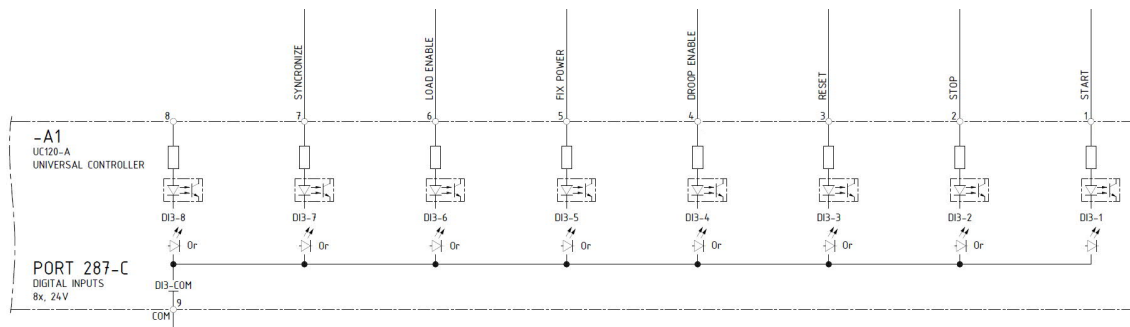 SYNCRONIZE
LOAD ENABLE
FIX POWER
DROOP ENABLE
RESET
STOP
START
8 7 6 5 4 3 2 1
-A1
UC120-A
UNIVERSAL CONTROLLER
DI3-8 DI3-7 DI3-6 DI3-5 DI3-4 DI3-3 DI3-2 DI3-1
Or Or Or Or Or Or Or
PORT 287-C
DIGITAL INPUTS
8x, 24V
DI3-COM
9
COM